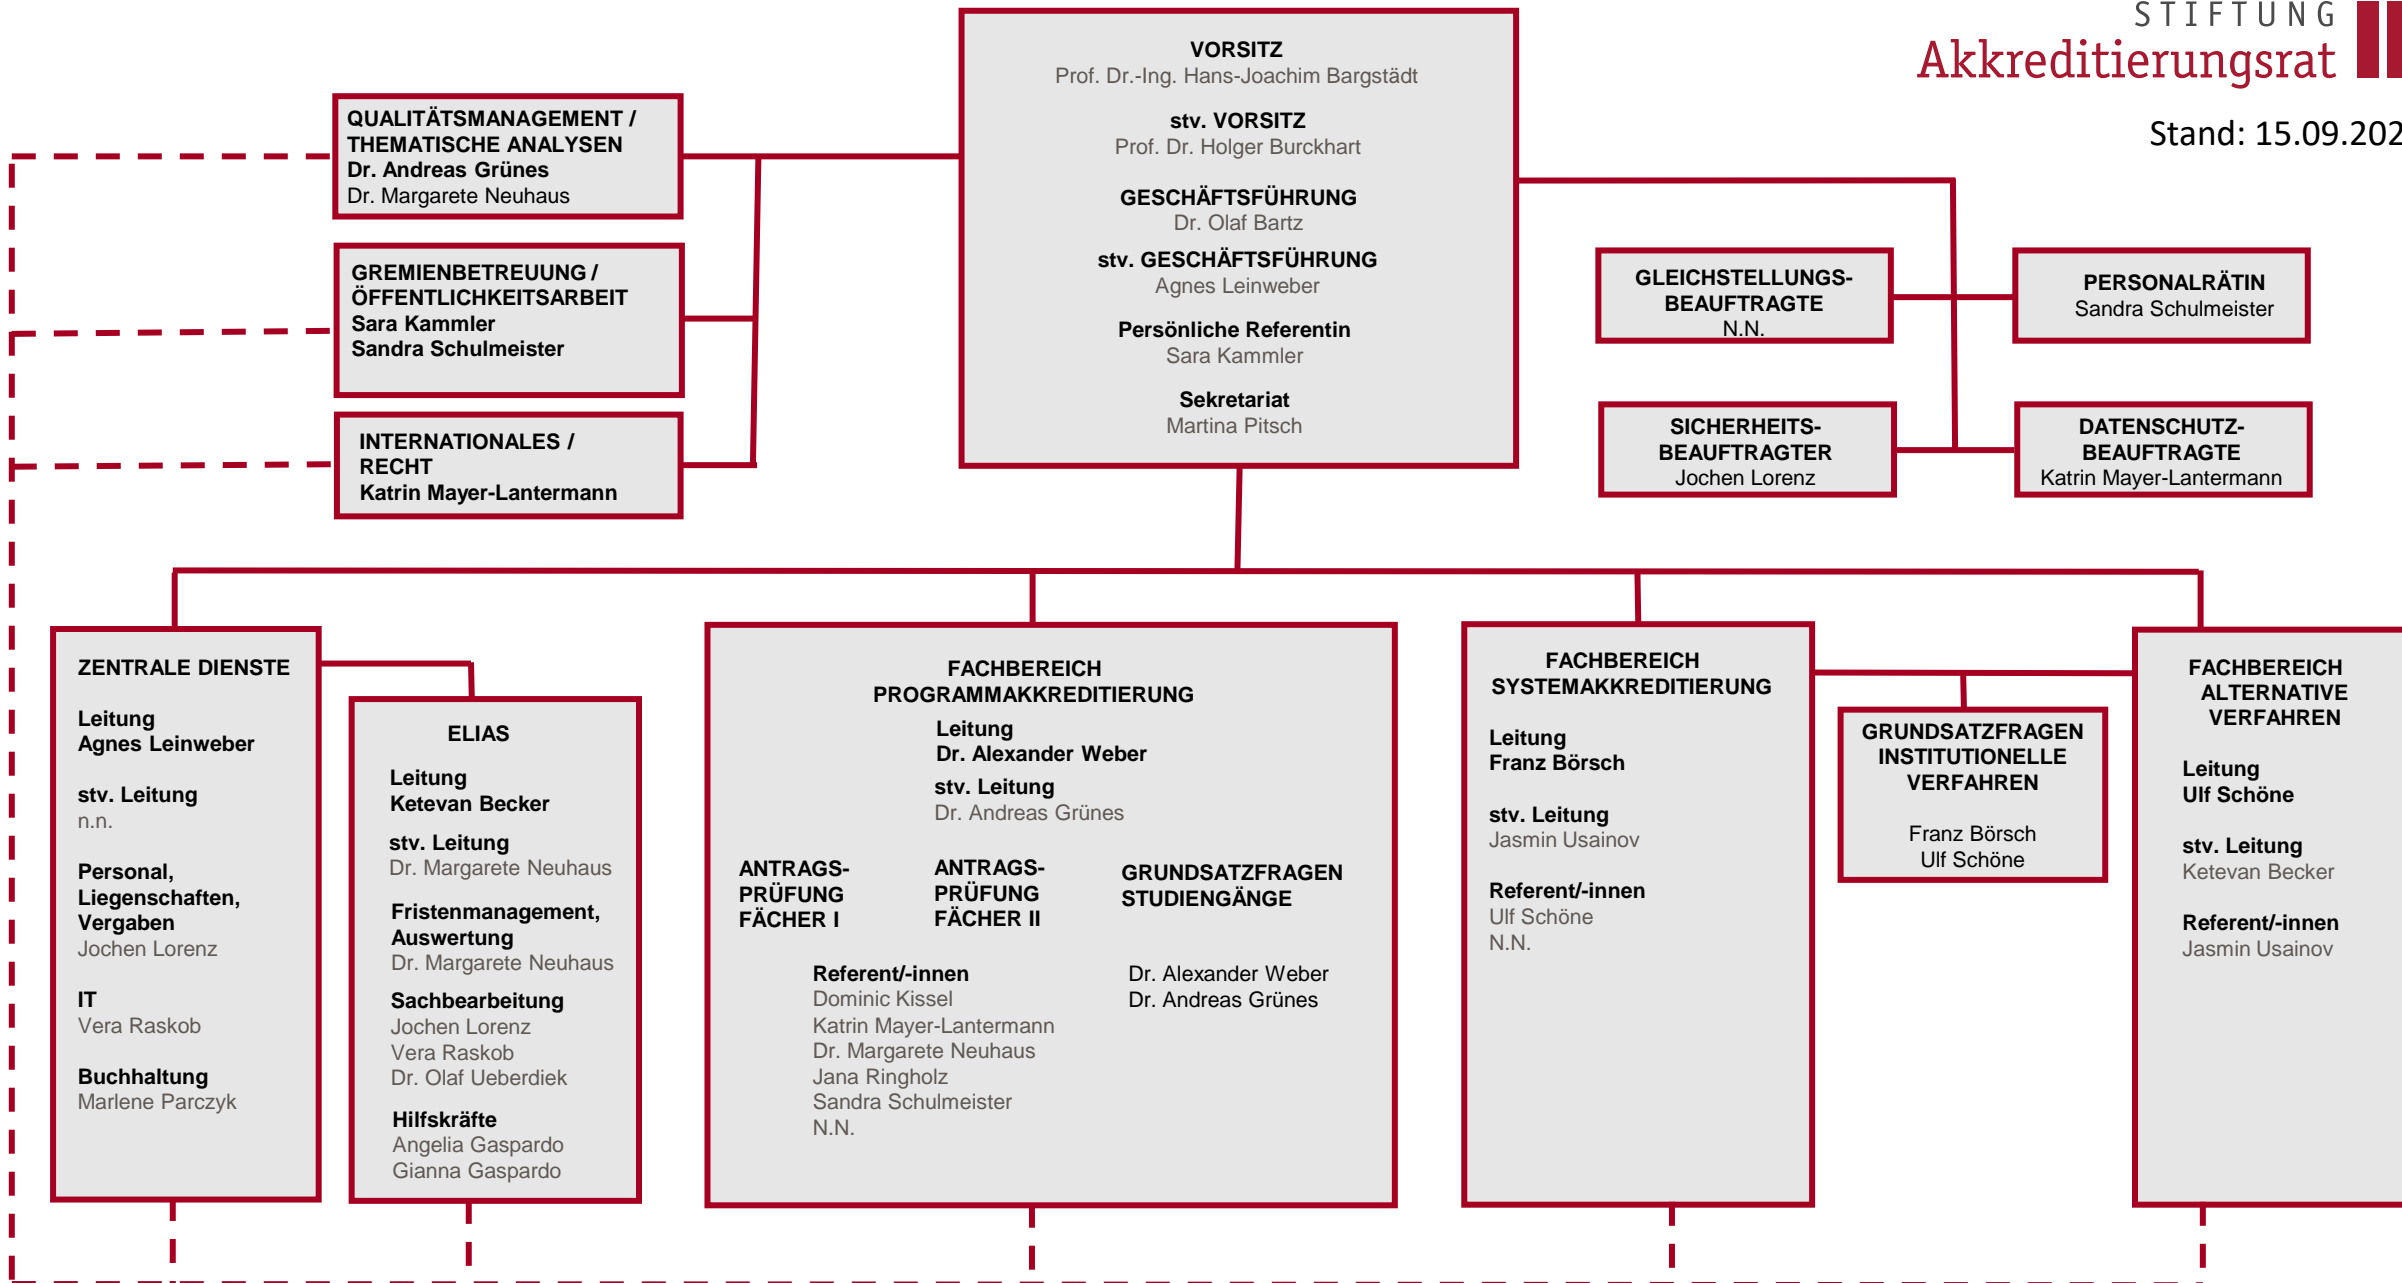 STIFTUNG
Akkreditierungsrat
Stand: 15.09.202
VORSITZ
Prof. Dr.-Ing. Hans-Joachim Bargstädt
stv. VORSITZ
Prof. Dr. Holger Burckhart
GESCHÄFTSFÜHRUNG
Dr. Olaf Bartz
stv. GESCHÄFTSFÜHRUNG
Agnes Leinweber
Persönliche Referentin
Sara Kammler
Sekretariat
Martina Pitsch
QUALITÄTSMANAGEMENT /
THEMATISCHE ANALYSEN
Dr. Andreas Grünes
Dr. Margarete Neuhaus
GREMIENBETREUUNG /
ÖFFENTLICHKEITSARBEIT
Sara Kammler
Sandra Schulmeister
INTERNATIONALES /
RECHT
Katrin Mayer-Lantermann
GLEICHSTELLUNGS-
BEAUFTRAGTE
N.N.
PERSONALRÄTIN
Sandra Schulmeister
SICHERHEITS-
BEAUFTRAGTER
Jochen Lorenz
DATENSCHUTZ-
BEAUFTRAGTE
Katrin Mayer-Lantermann
ZENTRALE DIENSTE
Leitung
Agnes Leinweber
stv. Leitung
n.n.
Personal,
Liegenschaften,
Vergaben
Jochen Lorenz
IT
Vera Raskob
Buchhaltung
Marlene Parczyk
ELIAS
Leitung
Ketevan Becker
stv. Leitung
Dr. Margarete Neuhaus
Fristenmanagement,
Auswertung
Dr. Margarete Neuhaus
Sachbearbeitung
Jochen Lorenz
Vera Raskob
Dr. Olaf Ueberdiek
Hilfskräfte
Angelia Gaspardo
Gianna Gaspardo
FACHBEREICH
PROGRAMMAKKREDITIERUNG
Leitung
Dr. Alexander Weber
stv. Leitung
Dr. Andreas Grünes
ANTRAGS-
PRÜFUNG
FÄCHER I
ANTRAGS-
PRÜFUNG
FÄCHER II
GRUNDSATZFRAGEN
STUDIENGÄNGE
Referent/-innen
Dominic Kissel
Katrin Mayer-Lantermann
Dr. Margarete Neuhaus
Jana Ringholz
Sandra Schulmeister
N.N.
Dr. Alexander Weber
Dr. Andreas Grünes
FACHBEREICH
SYSTEMAKKREDITIERUNG
Leitung
Franz Börsch
stv. Leitung
Jasmin Usainov
Referent/-innen
Ulf Schöne
N.N.
GRUNDSATZFRAGEN
INSTITUTIONELLE
VERFAHREN
Franz Börsch
Ulf Schöne
FACHBEREICH
ALTERNATIVE
VERFAHREN
Leitung
Ulf Schöne
stv. Leitung
Ketevan Becker
Referent/-innen
Jasmin Usainov